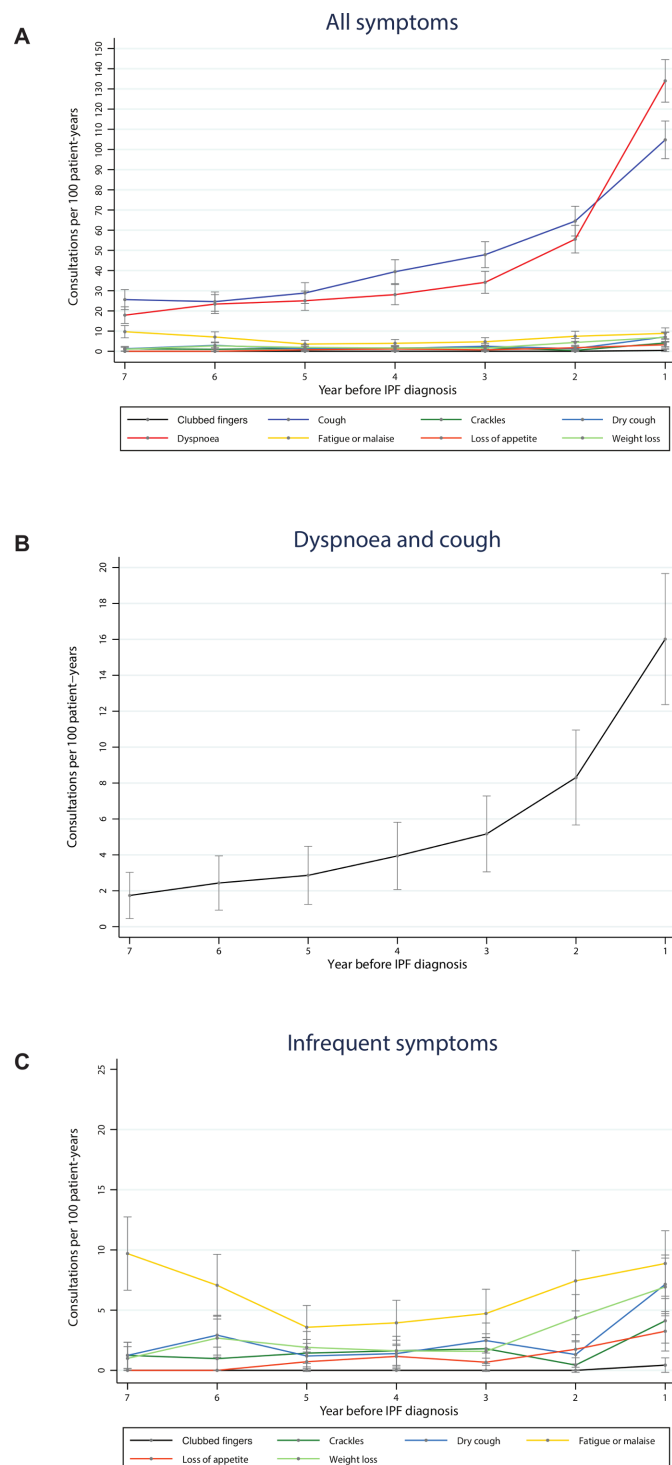 A
All symptoms
Consultations per 100 patient-years
150
140
130
120
110
100
90
80
70
60
50
40
30
20
10
0
7 6 5 4 3 2 1
Year before IPF diagnosis
Clubbed fingers Cough Crackles Dry cough
Dyspnoea Fatigue or malaise Loss of appetite Weight loss
B
Dyspnoea and cough
Consultations per 100 patient–years
20
18
16
14
12
10
8
6
4
2
0
7 6 5 4 3 2 1
Year before IPF diagnosis
C
Infrequent symptoms
Consultations per 100 patient-years
25
20
15
10
5
0
7 6 5 4 3 2 1
Year before IPF diagnosis
Clubbed fingers Crackles Dry cough Fatigue or malaise
Loss of appetite Weight loss